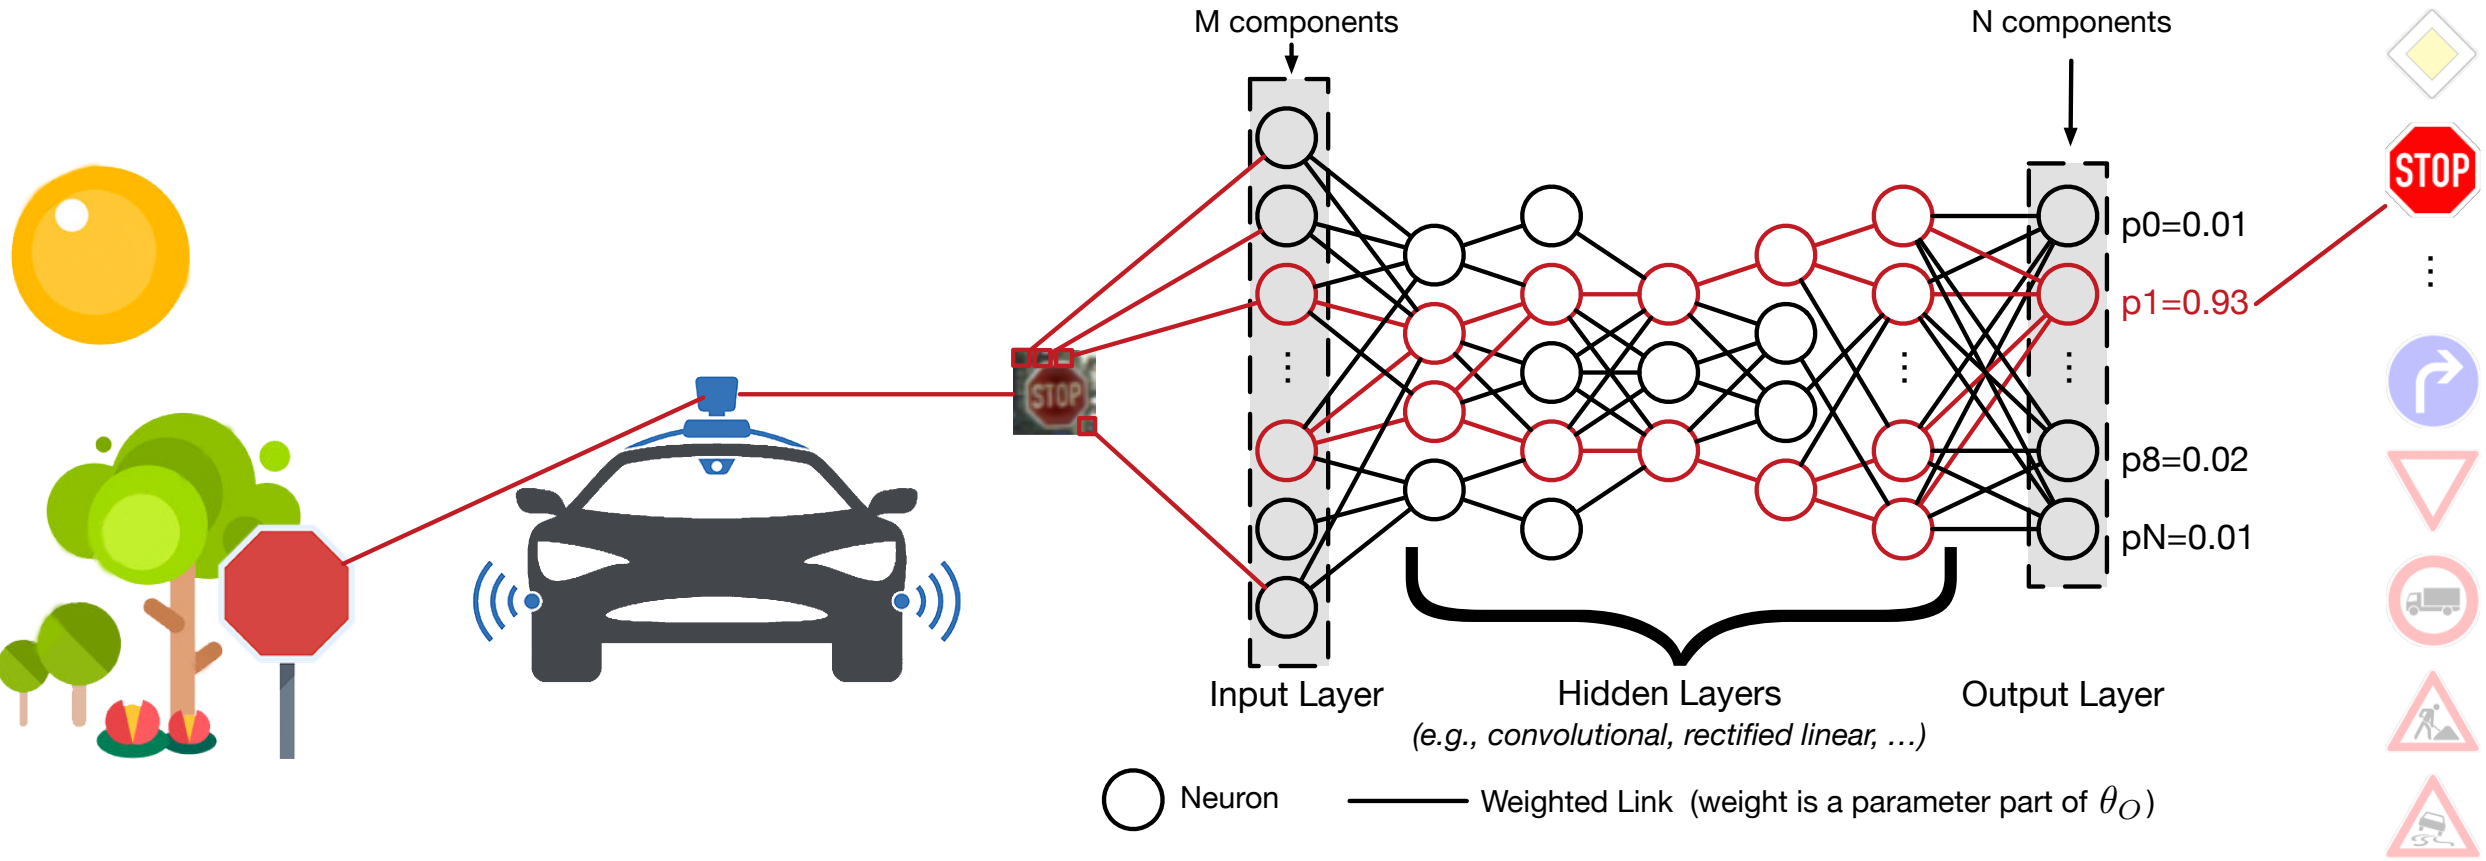 M components
N components
STOP
p0=0.01
p1=0.93
STOP
p8=0.02
pN=0.01
Input Layer
Hidden Layers
Output Layer
(e.g., convolutional, rectified linear, …)
Neuron
Weighted Link (weight is a parameter part of θ_O)